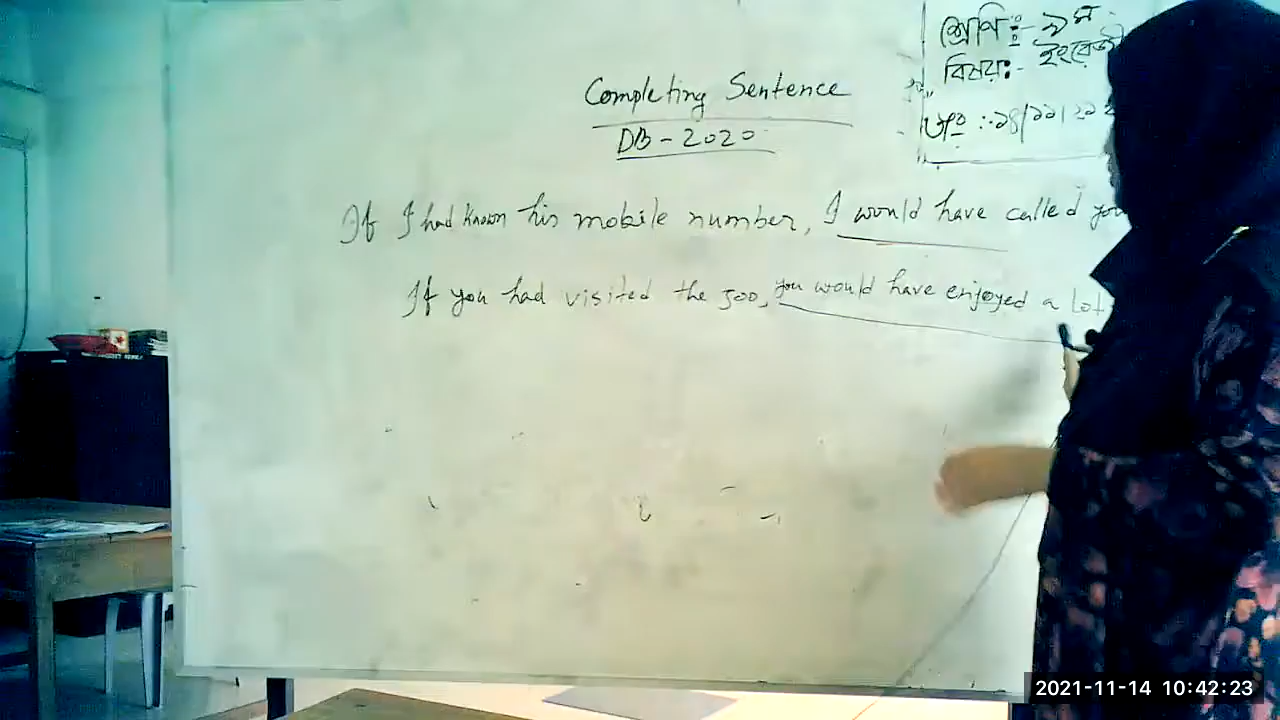 শ্রেণি :- ৯ম
বিষয়:- ইংরেজী
Completing Sentence
DB - 2020
If I had known his mobile number, I would have called you
If you had visited the zoo, you would have enjoyed a lot
2021-11-14 10:42:23